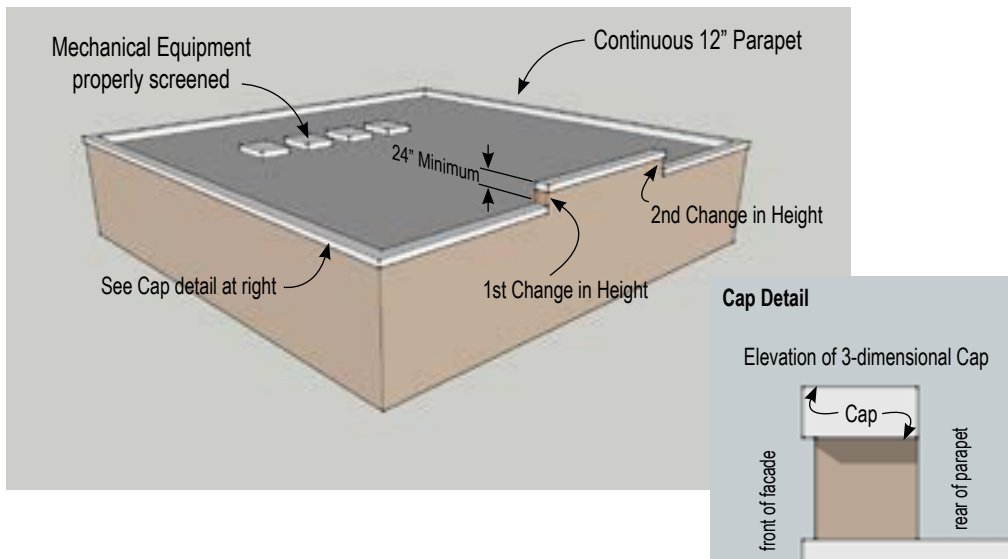 Mechanical Equipment
properly screened
Continuous 12” Parapet
24” Minimum
2nd Change in Height
See Cap detail at right
1st Change in Height
Cap Detail
Elevation of 3-dimensional Cap
Cap
front of facade
rear of parapet